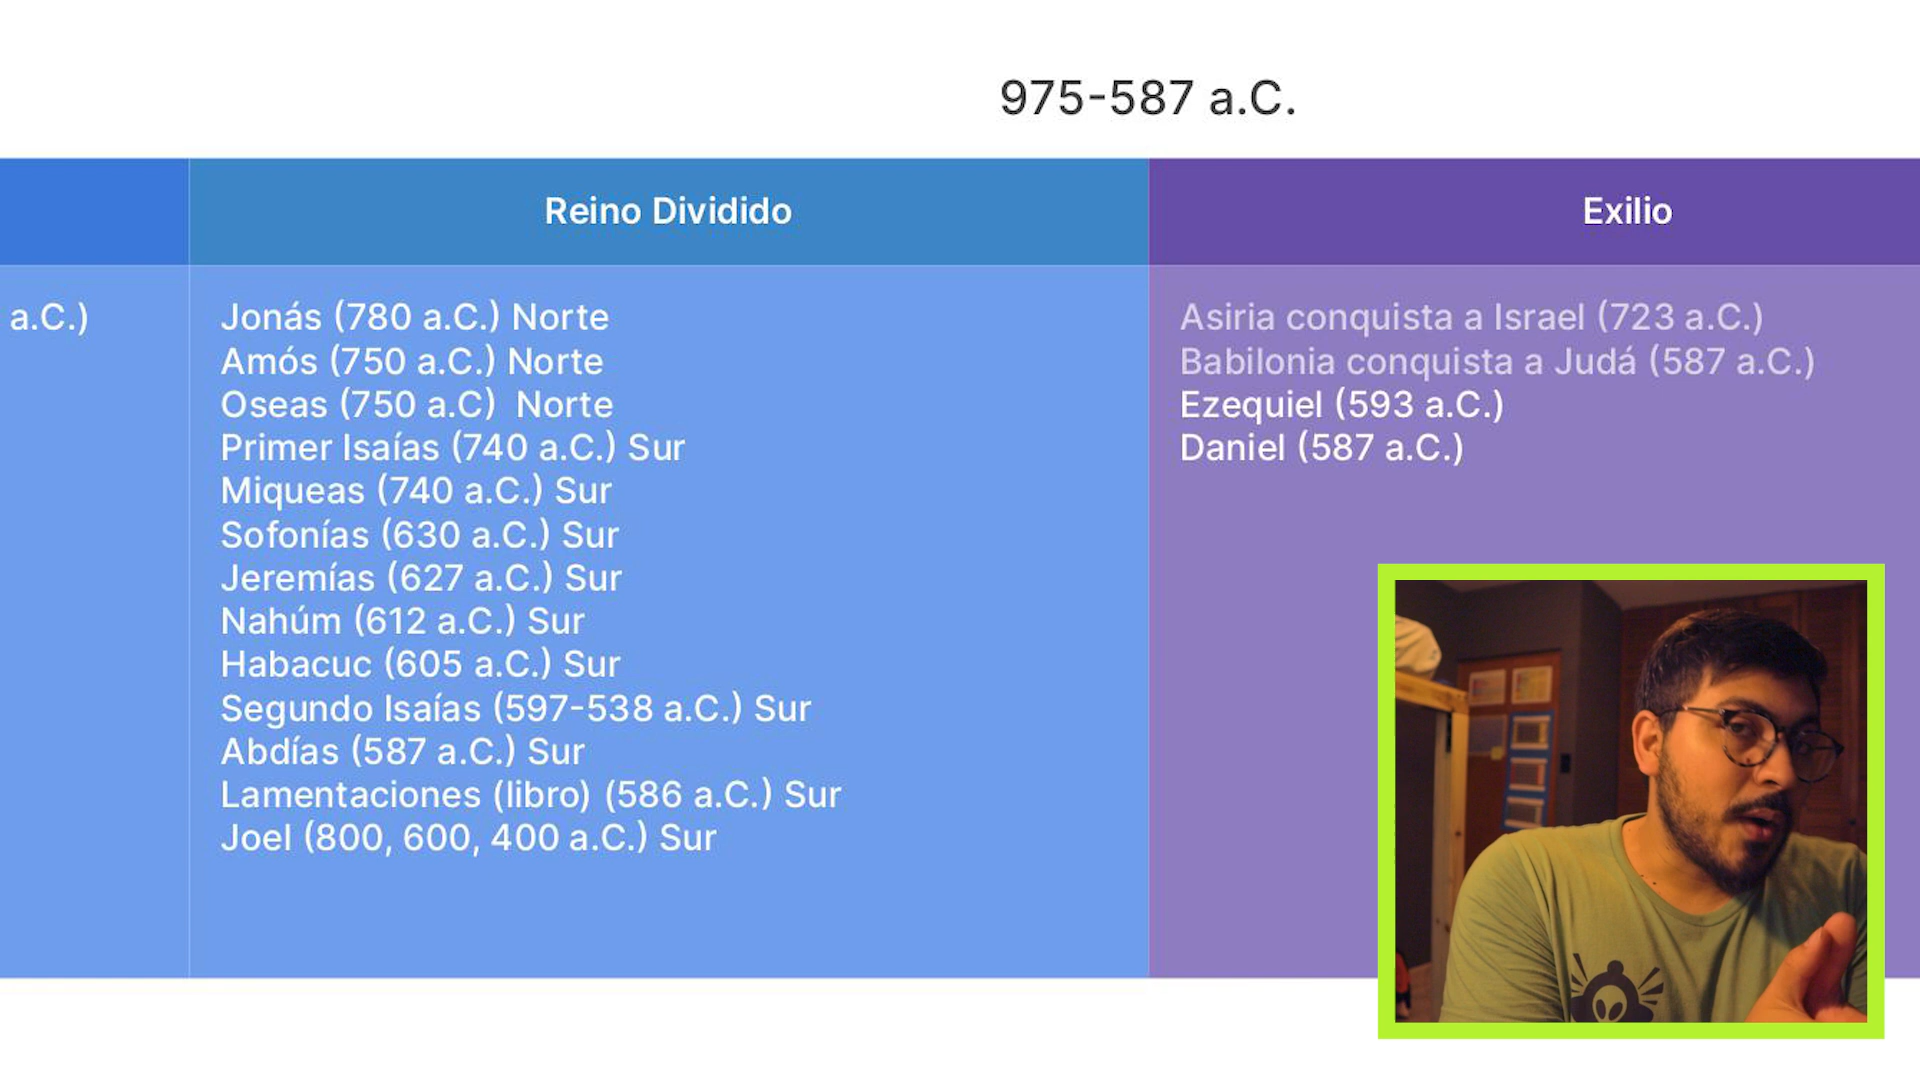 975-587 a.C.
Reino Dividido
Exilio
a.C.)
Jonás (780 a.C.) Norte
Amós (750 a.C.) Norte
Oseas (750 a.C)  Norte
Primer Isaías (740 a.C.) Sur
Miqueas (740 a.C.) Sur
Sofonías (630 a.C.) Sur
Jeremías (627 a.C.) Sur
Nahúm (612 a.C.) Sur
Habacuc (605 a.C.) Sur
Segundo Isaías (597-538 a.C.) Sur
Abdías (587 a.C.) Sur
Lamentaciones (libro) (586 a.C.) Sur
Joel (800, 600, 400 a.C.) Sur
Asiria conquista a Israel (723 a.C.)
Babilonia conquista a Judá (587 a.C.)
Ezequiel (593 a.C.)
Daniel (587 a.C.)